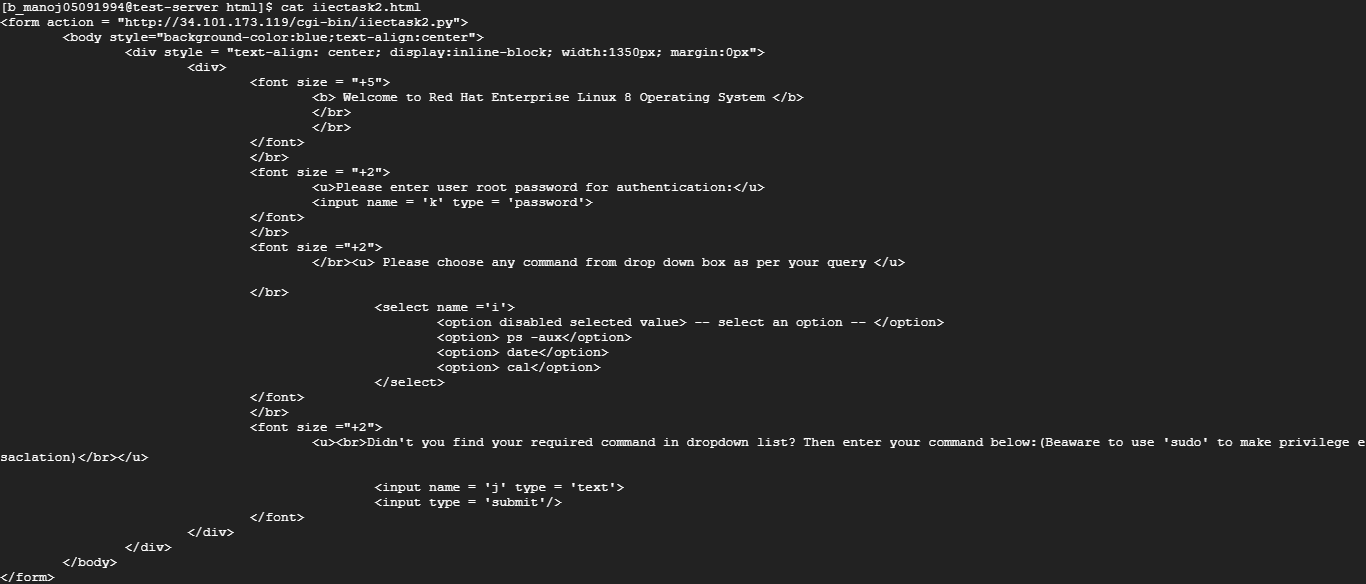 [b_manoj05091994@test-server html]$ cat iiectask2.html
<form action = "http://34.101.173.119/cgi-bin/iiectask2.py">
<body style="background-color:blue;text-align:center">
<div style = "text-align: center; display:inline-block; width:1350px; margin:0px">
<div>
<font size = "+5">
<b> Welcome to Red Hat Enterprise Linux 8 Operating System </b>
</br>
</br>
</font>
</br>
<font size = "+2">
<u>Please enter user root password for authentication:</u>
<input name = 'k' type = 'password'>
</font>
</br>
<font size ="+2">
</br><u> Please choose any command from drop down box as per your query </u>
</br>
<select name ='i'>
<option disabled selected value> -- select an option -- </option>
<option> ps -aux</option>
<option> date</option>
<option> cal</option>
</select>
</font>
</br>
<font size ="+2">
<u><br>Didn't you find your required command in dropdown list? Then enter your command below:(Beaware to use 'sudo' to make privilege e
saclation)</br></u>
<input name = 'j' type = 'text'>
<input type = 'submit'/>
</font>
</div>
</div>
</body>
</form>